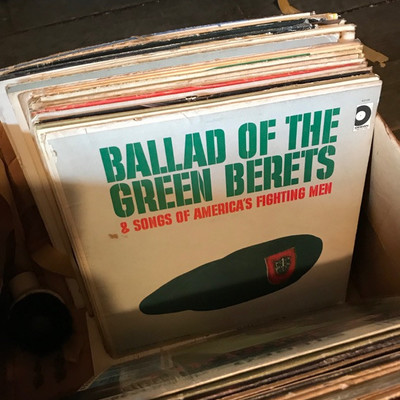 BALLAD OF THE
GREEN BERETS
& SONGS OF AMERICA'S FIGHTING MEN